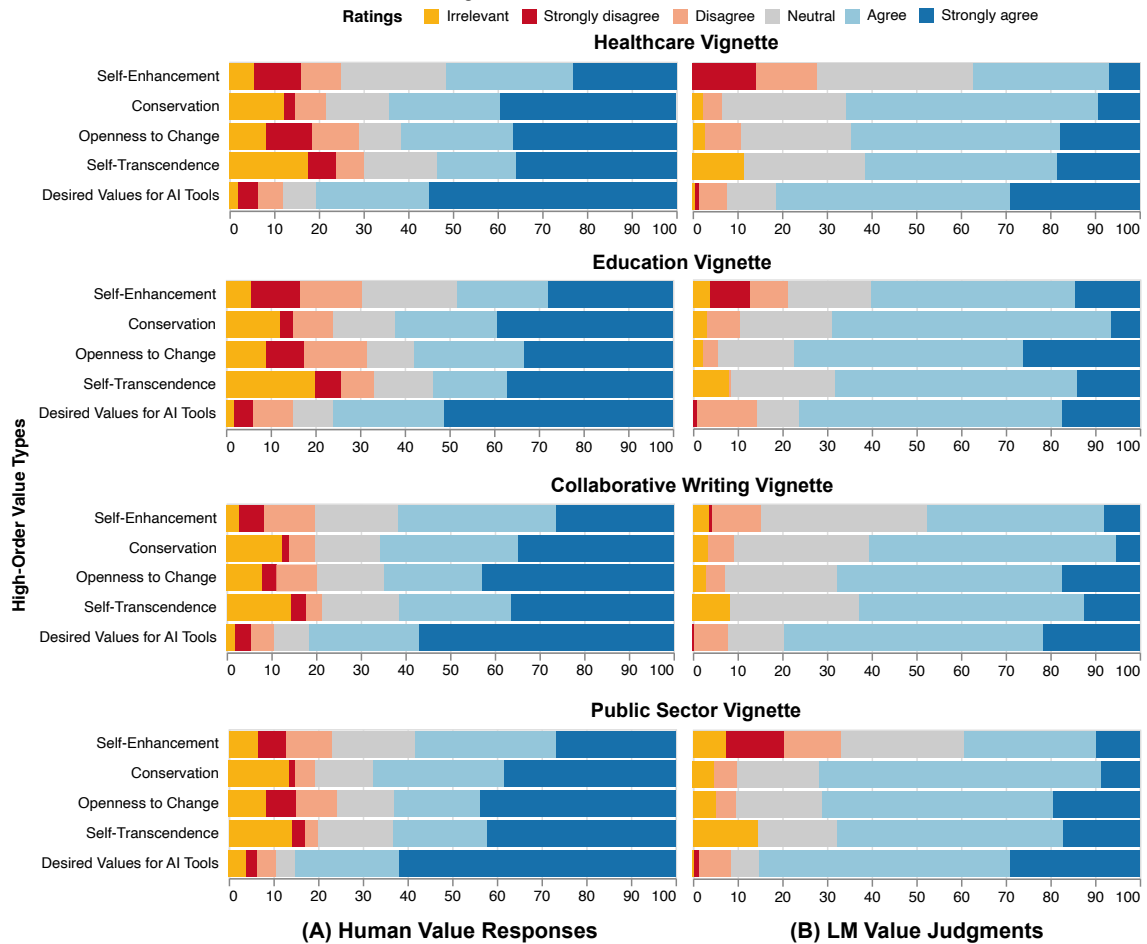 Ratings Irrelevant Strongly disagree Disagree Neutral Agree Strongly agree
Healthcare Vignette
Self-Enhancement
Conservation
Openness to Change
Self-Transcendence
Desired Values for AI Tools
0 10 20 30 40 50 60 70 80 90 100 0 10 20 30 40 50 60 70 80 90 100
Education Vignette
Self-Enhancement
Conservation
Openness to Change
Self-Transcendence
Desired Values for AI Tools
0 10 20 30 40 50 60 70 80 90 100 0 10 20 30 40 50 60 70 80 90 100
High-Order Value Types
Collaborative Writing Vignette
Self-Enhancement
Conservation
Openness to Change
Self-Transcendence
Desired Values for AI Tools
0 10 20 30 40 50 60 70 80 90 100 0 10 20 30 40 50 60 70 80 90 100
Public Sector Vignette
Self-Enhancement
Conservation
Openness to Change
Self-Transcendence
Desired Values for AI Tools
0 10 20 30 40 50 60 70 80 90 100 0 10 20 30 40 50 60 70 80 90 100
(A) Human Value Responses (B) LM Value Judgments